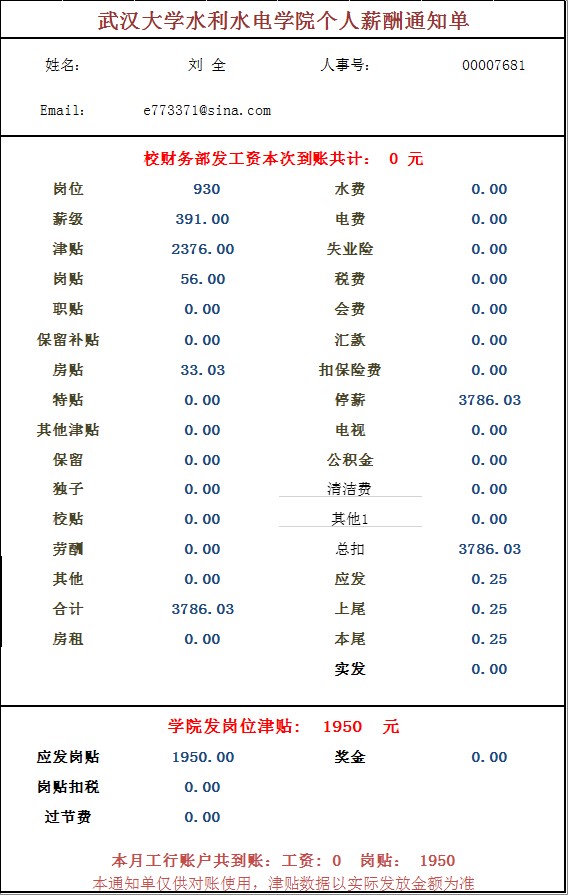 武汉大学水利水电学院个人薪酬通知单
姓名: 刘 全 人事号: 00007681
Email: e773371@sina.com
校财务部发工资本次到账共计: 0 元
岗位 930 水费 0.00
薪级 391.00 电费 0.00
津贴 2376.00 失业险 0.00
岗贴 56.00 税费 0.00
职贴 0.00 会费 0.00
保留补贴 0.00 汇款 0.00
房贴 33.03 扣保险费 0.00
特贴 0.00 停薪 3786.03
其他津贴 0.00 电视 0.00
保留 0.00 公积金 0.00
独子 0.00 清洁费 0.00
校贴 0.00 其他1 0.00
劳酬 0.00 总扣 3786.03
其他 0.00 应发 0.25
合计 3786.03 上尾 0.25
房租 0.00 本尾 0.25
实发 0.00
学院发岗位津贴: 1950 元
应发岗贴 1950.00 奖金 0.00
岗贴扣税 0.00
过节费 0.00
本月工行账户共到账：工资: 0 岗贴: 1950
本通知单仅供对账使用，津贴数据以实际发放金额为准